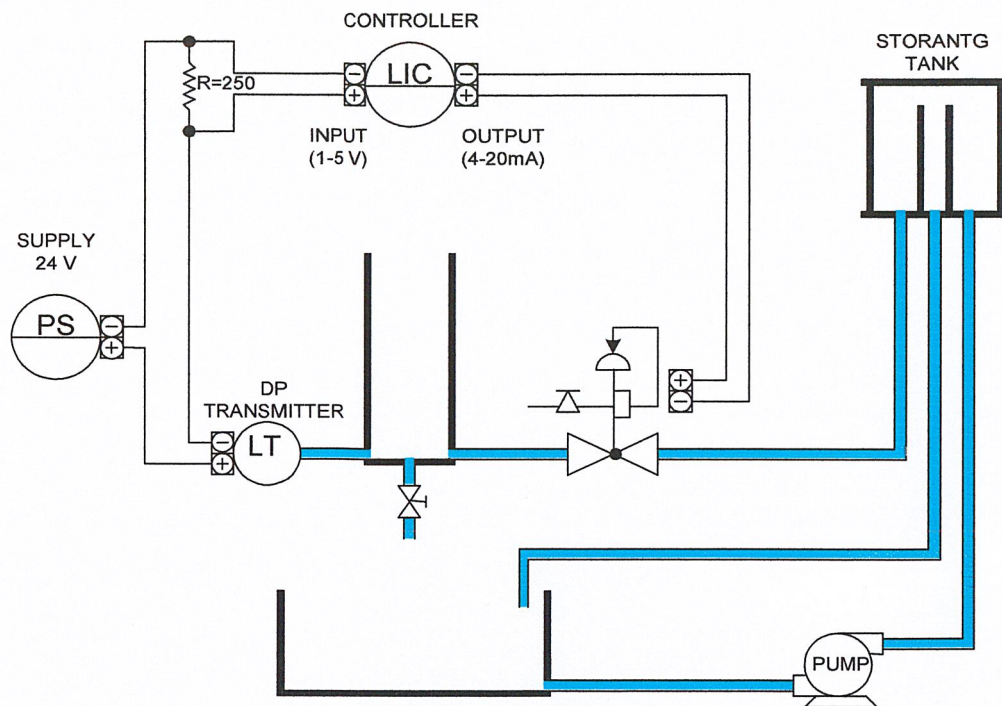 CONTROLLER
STORANTG
TANK
R=250
LIC
INPUT
(1-5 V)
OUTPUT
(4-20mA)
SUPPLY
24 V
PS
DP
TRANSMITTER
LT
PUMP